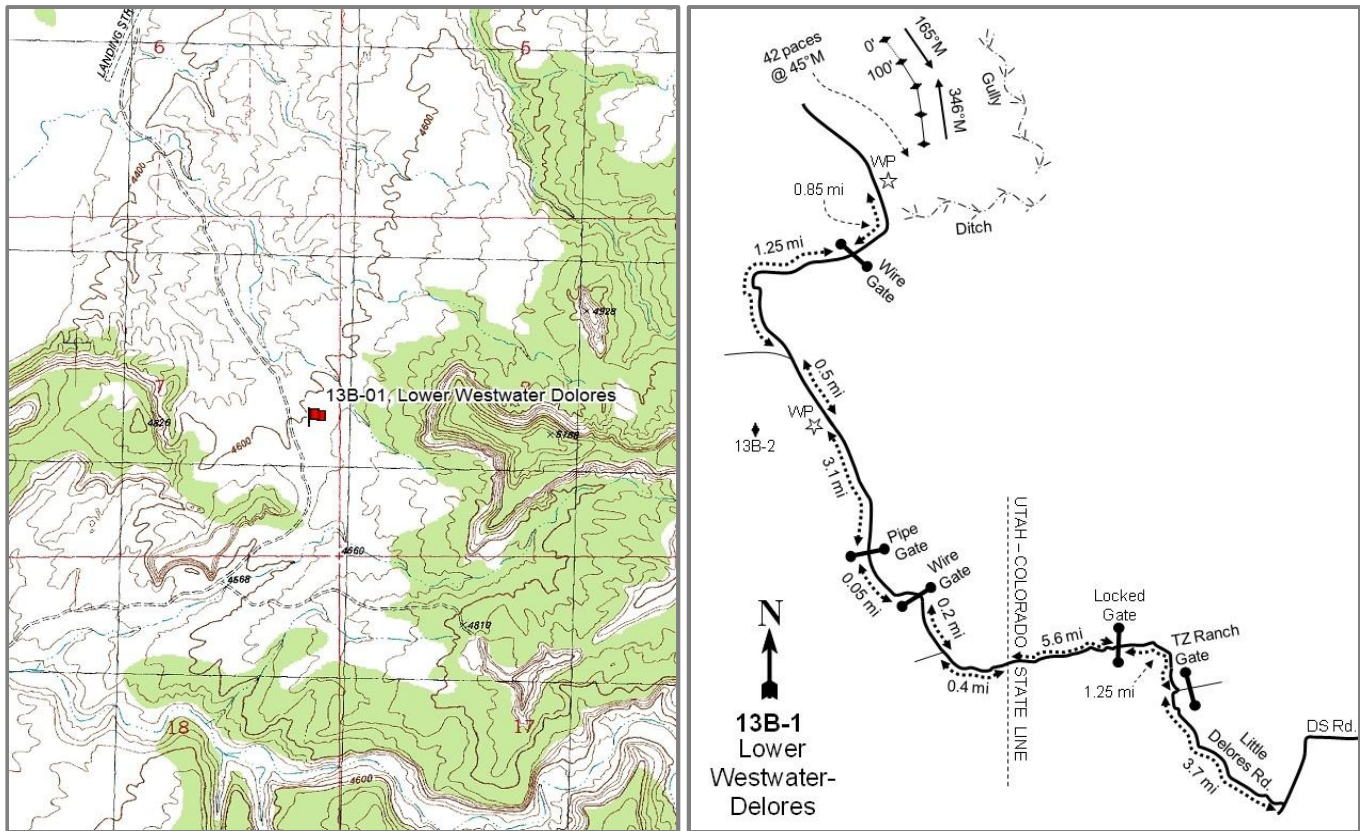 LANDING STR
6
5
4400
4600
4928
7
13B-01, Lower Westwater Dolores
4826
4600
4660
4568
4819
18
17
4600
42 paces
@ 45°M
0'
100'
165°M
346°M
Gully
WP
0.85 mi
Ditch
1.25 mi
Wire
Gate
0.5 mi
WP
13B-2
3.1 mi
Pipe
Gate
0.05 mi
Wire
Gate
0.2 mi
0.4 mi
UTAH – COLORADO STATE LINE
5.6 mi
Locked
Gate
TZ Ranch
Gate
1.25 mi
Little
Delores Rd.
3.7 mi
DS Rd.
N
13B-1
Lower
Westwater-
Delores